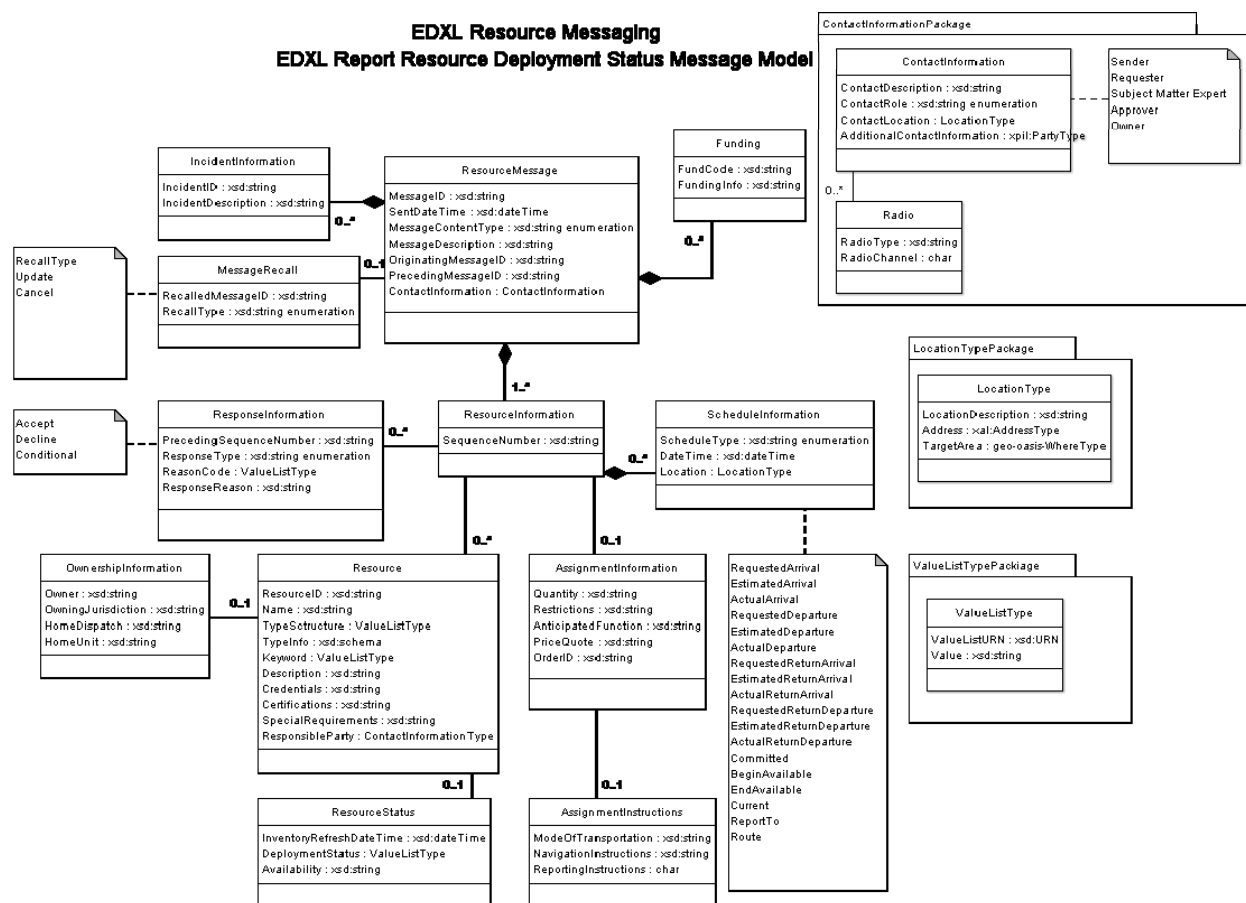 EDXL Resource Messaging
EDXL Report Resource Deployment Status Message Model
ContactInformationPackage
ContactInformation
ContactDescription : xsd:string
ContactRole : xsd:string enumeration
ContactLocation : LocationType
AdditionalContactInformation : xpil:PartyType
Sender
Requester
Subject Matter Expert
Approver
Owner
0..*
Radio
RadioType : xsd:string
RadioChannel : char
IncidentInformation
IncidentID : xsd:string
IncidentDescription : xsd:string
0..*
ResourceMessage
MessageID : xsd:string
SentDateTime : xsd:dateTime
MessageContentType : xsd:string enumeration
MessageDescription : xsd:string
OriginatingMessageID : xsd:string
PrecedingMessageID : xsd:string
ContactInformation : ContactInformation
Funding
FundCode : xsd:string
FundingInfo : xsd:string
0..*
RecallType
Update
Cancel
MessageRecall
RecalledMessageID : xsd:string
RecallType : xsd:string enumeration
0..1
1..*
LocationTypePackage
LocationType
LocationDescription : xsd:string
Address : xal:AddressType
TargetArea : geo-oasis-WhereType
Accept
Decline
Conditional
ResponseInformation
PrecedingSequenceNumber : xsd:string
ResponseType : xsd:string enumeration
ReasonCode : ValueListType
ResponseReason : xsd:string
0..*
ResourceInformation
SequenceNumber : xsd:string
ScheduleInformation
ScheduleType : xsd:string enumeration
DateTime : xsd:dateTime
Location : LocationType
0..*
0..*
0..1
OwnershipInformation
Owner : xsd:string
OwningJurisdiction : xsd:string
HomeDispatch : xsd:string
HomeUnit : xsd:string
0..1
Resource
ResourceID : xsd:string
Name : xsd:string
TypeSctructure : ValueListType
TypeInfo : xsd:schema
Keyword : ValueListType
Description : xsd:string
Credentials : xsd:string
Certifications : xsd:string
SpecialRequirements : xsd:string
ResponsibleParty : ContactInformationType
AssignmentInformation
Quantity : xsd:string
Restrictions : xsd:string
AnticipatedFunction : xsd:string
PriceQuote : xsd:string
OrderID : xsd:string
RequestedArrival
EstimatedArrival
ActualArrival
RequestedDeparture
EstimatedDeparture
ActualDeparture
RequestedReturnArrival
EstimatedReturnArrival
ActualReturnArrival
RequestedReturnDeparture
EstimatedReturnDeparture
ActualReturnDeparture
Committed
BeginAvailable
EndAvailable
Current
ReportTo
Route
ValueListTypePackiage
ValueListType
ValueListURN : xsd:URN
Value : xsd:string
0..1
0..1
ResourceStatus
InventoryRefreshDateTime : xsd:dateTime
DeploymentStatus : ValueListType
Availability : xsd:string
AssignmentInstructions
ModeOfTransportation : xsd:string
NavigationInstructions : xsd:string
ReportingInstructions : char